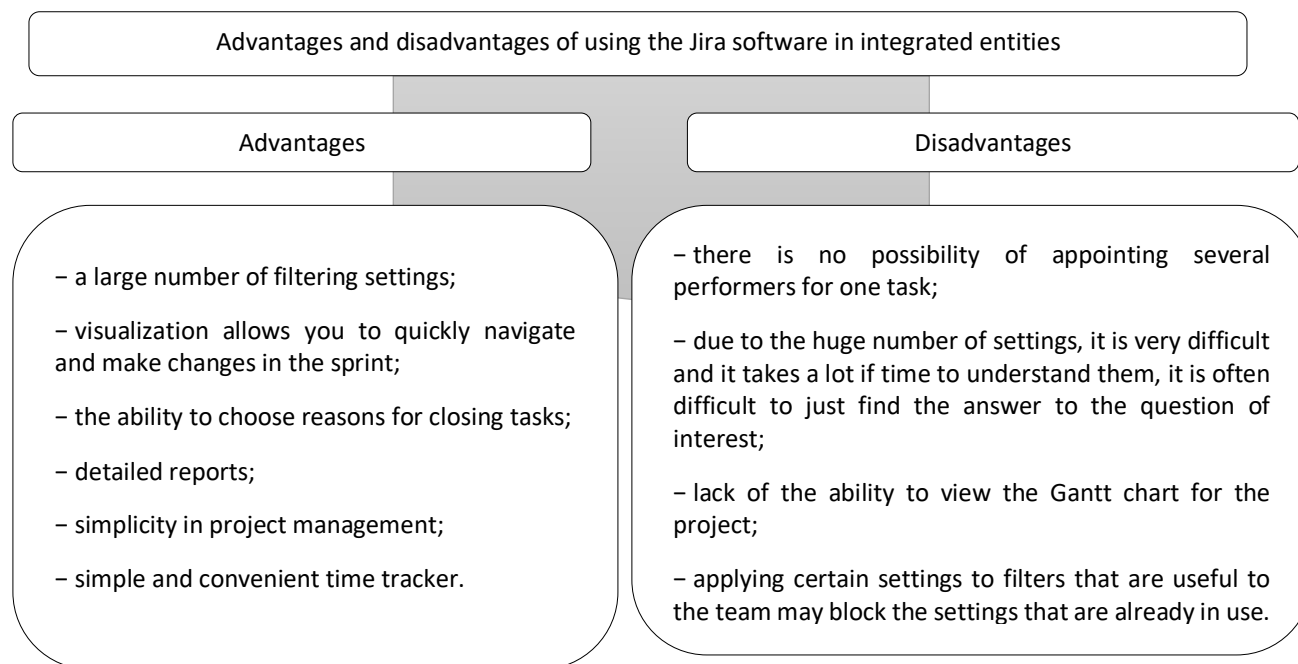 Advantages and disadvantages of using the Jira software in integrated entities
Advantages
− a large number of filtering settings;
− visualization allows you to quickly navigate
and make changes in the sprint;
− the ability to choose reasons for closing tasks;
− detailed reports;
− simplicity in project management;
− simple and convenient time tracker.
Disadvantages
− there is no possibility of appointing several
performers for one task;
− due to the huge number of settings, it is very difficult
and it takes a lot if time to understand them, it is often
difficult to just find the answer to the question of
interest;
− lack of the ability to view the Gantt chart for the
project;
− applying certain settings to filters that are useful to
the team may block the settings that are already in use.